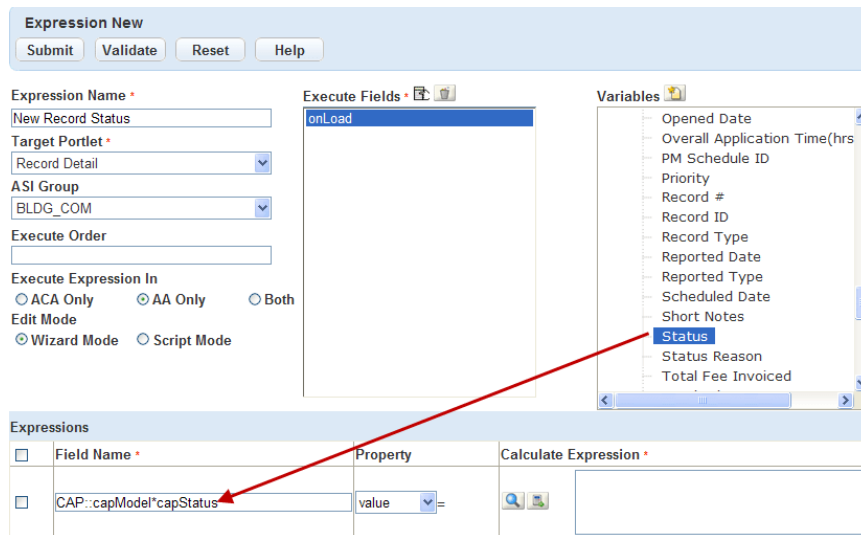 Expression New
Submit Validate Reset Help
Expression Name *
New Record Status
Target Portlet *
Record Detail
ASI Group
BLDG_COM
Execute Order
Execute Expression In
ACA Only AA Only Both
Edit Mode
Wizard Mode Script Mode
Execute Fields *
onLoad
Variables
Opened Date
Overall Application Time(hrs
PM Schedule ID
Priority
Record #
Record ID
Record Type
Reported Date
Reported Type
Scheduled Date
Short Notes
Status
Status Reason
Total Fee Invoiced
Expressions
Field Name * Property Calculate Expression *
CAP::capModel*capStatus value =